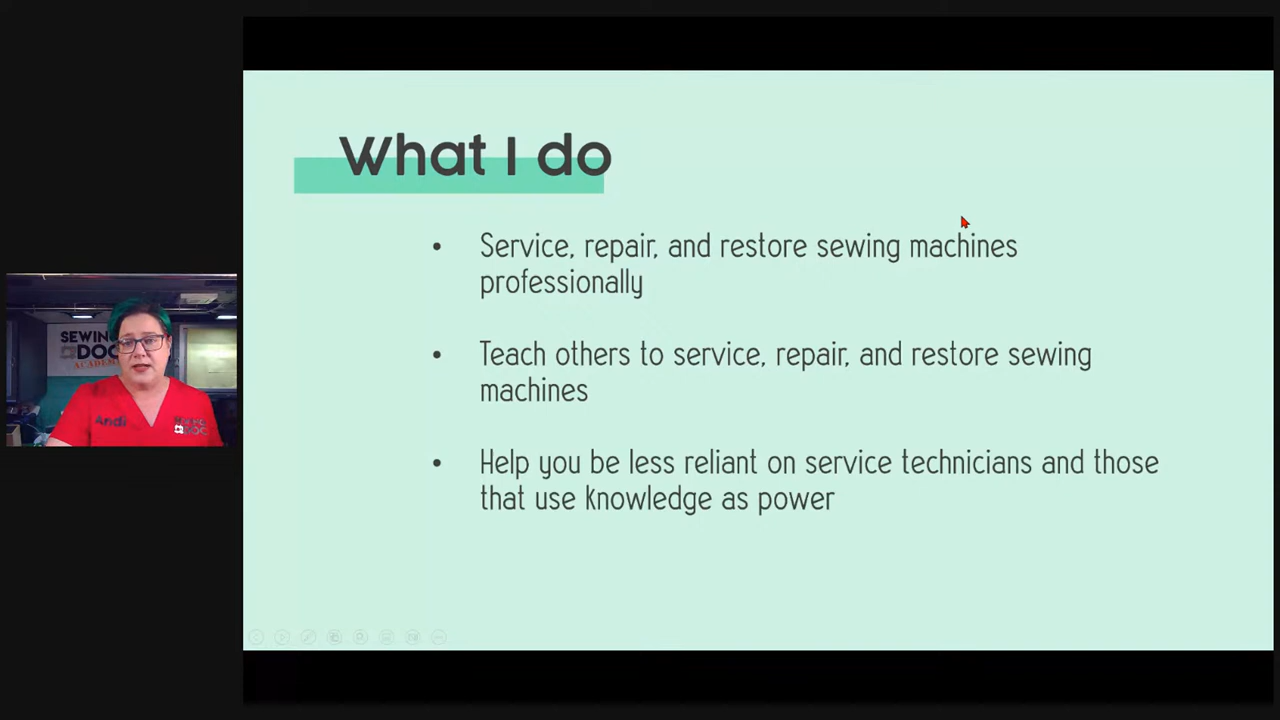 What I do
• Service, repair, and restore sewing machines
professionally
• Teach others to service, repair, and restore sewing
machines
• Help you be less reliant on service technicians and those
that use knowledge as power
SEWING
DOC
ACADEMY
Andi
DOC